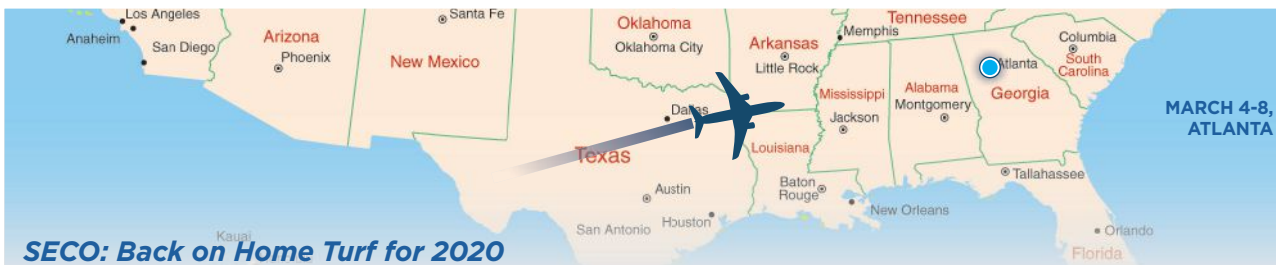 Los Angeles
Anaheim
San Diego
Arizona
Phoenix
Santa Fe
New Mexico
Oklahoma
Oklahoma City
Arkansas
Little Rock
Memphis
Tennessee
Columbia
South
Carolina
Atlanta
Georgia
Alabama
Montgomery
Mississippi
Jackson
Dallas
Texas
Louisiana
MARCH 4-8,
ATLANTA
Austin
Baton
Rouge
Tallahassee
New Orleans
San Antonio
Houston
Orlando
Florida
Kauai
SECO: Back on Home Turf for 2020